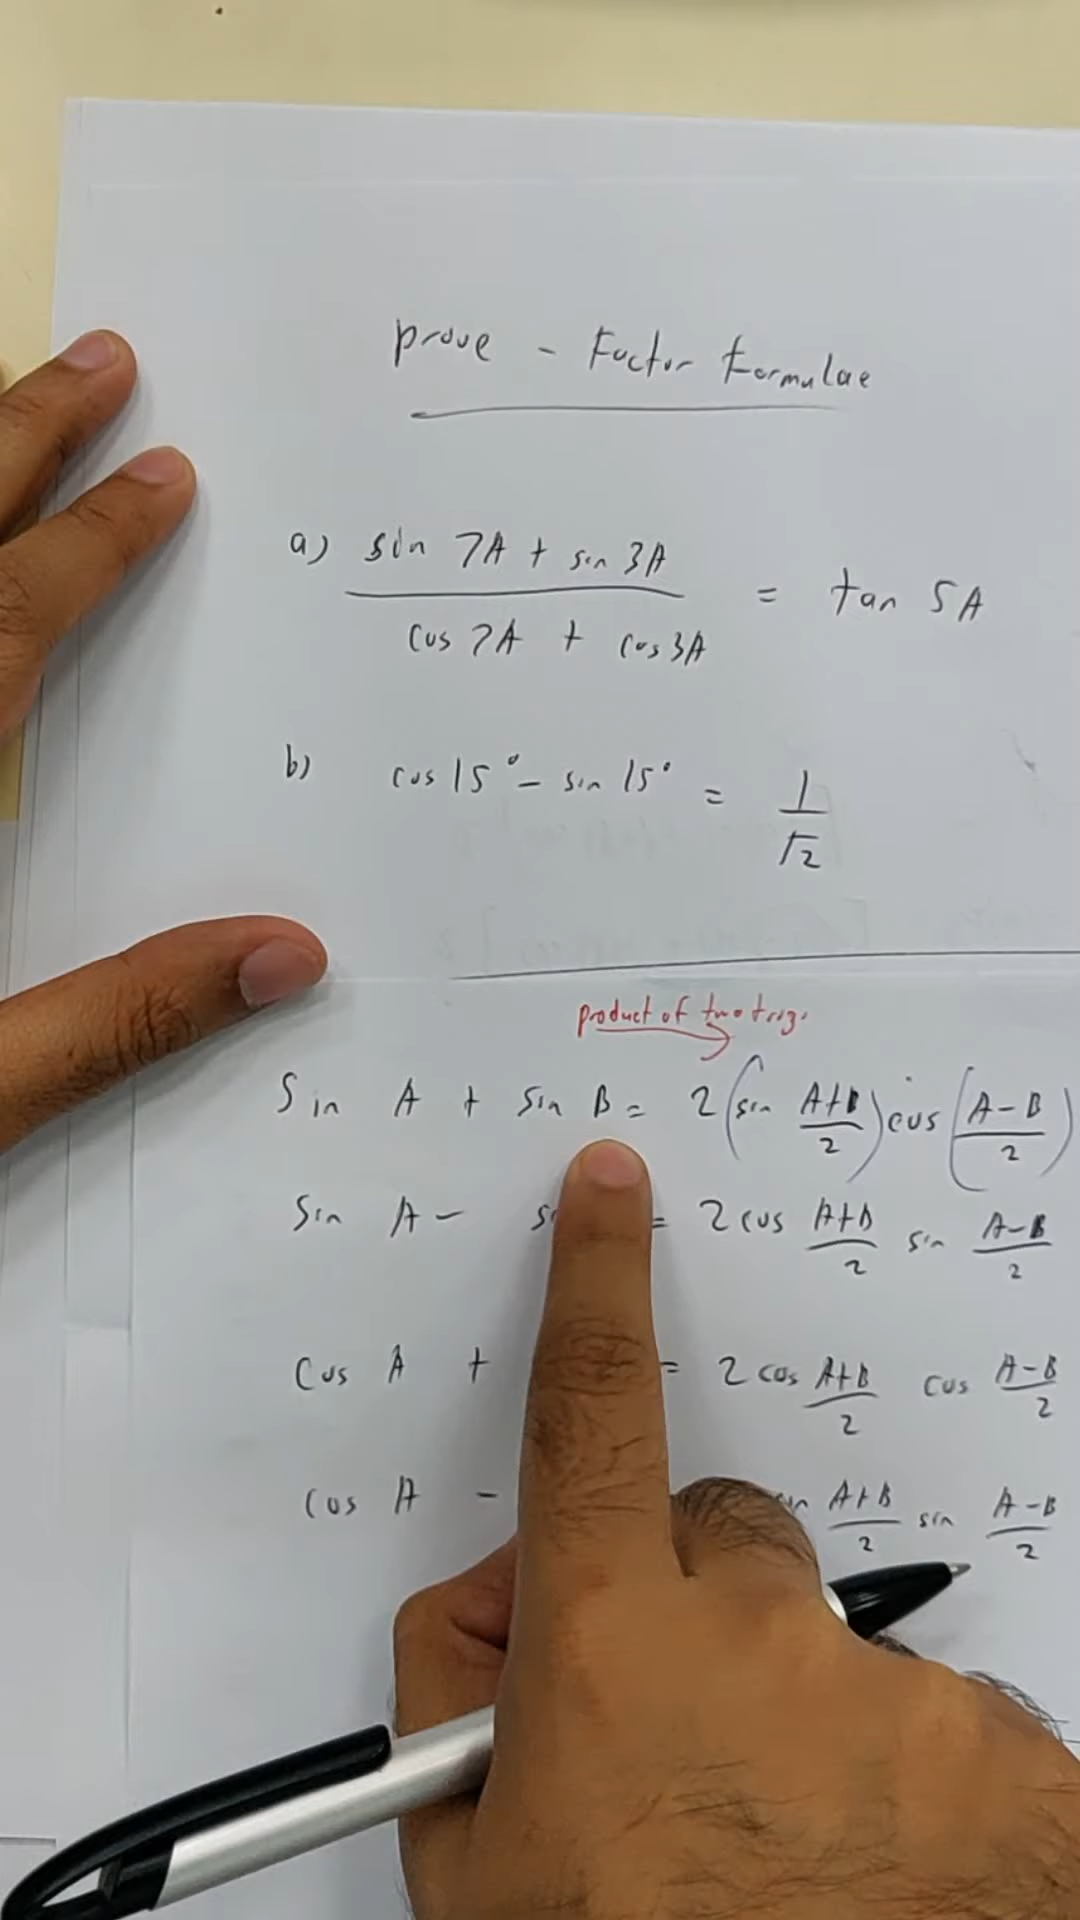 prove - Factor Formulae
a) sin 7A + sin 3A / cos 7A + cos 3A = tan 5A
b) cos 15° - sin 15° = 1/√2
product of two trig.
Sin A + sin B = 2 (sin A+B/2) cos (A-B/2)
Sin A - = 2 cos A+B/2 sin A-B/2
Cos A + = 2 cos A+B/2 cos A-B/2
Cos A - A+B/2 sin A-B/2